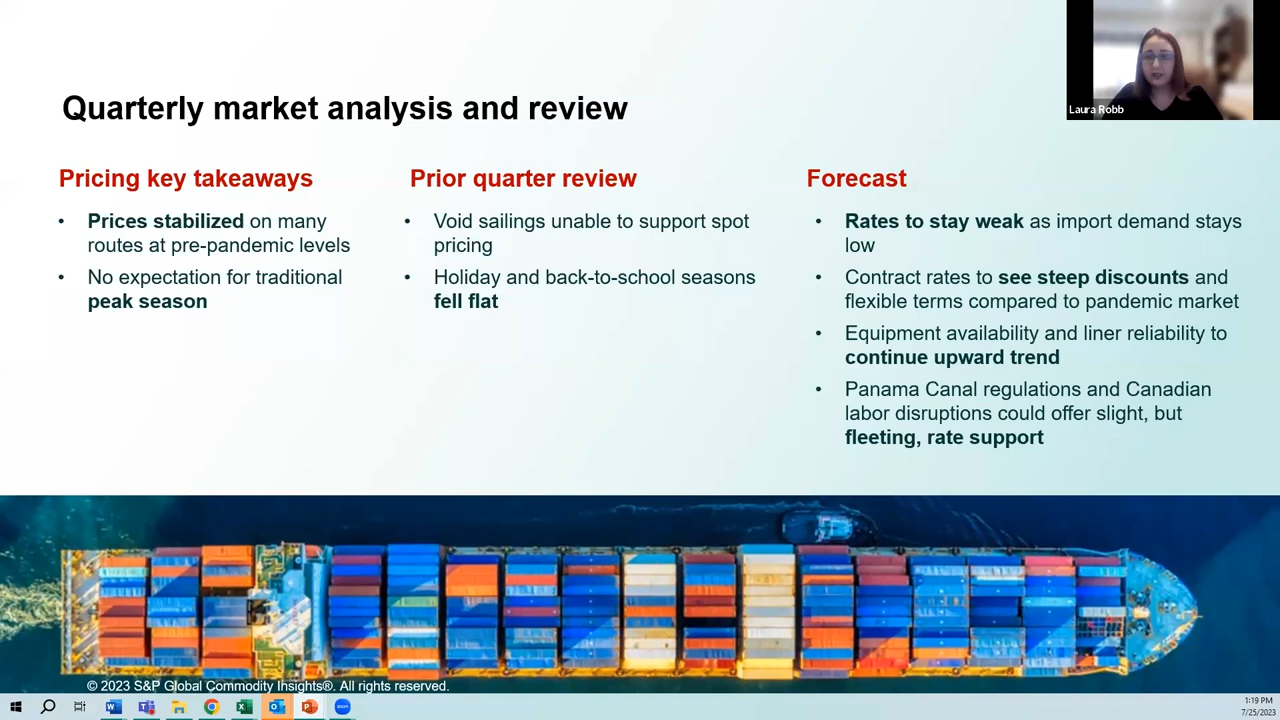 Laura Robb
Quarterly market analysis and review
Pricing key takeaways
• Prices stabilized on many
routes at pre-pandemic levels
• No expectation for traditional
peak season
Prior quarter review
• Void sailings unable to support spot
pricing
• Holiday and back-to-school seasons
fell flat
Forecast
• Rates to stay weak as import demand stays
low
• Contract rates to see steep discounts and
flexible terms compared to pandemic market
• Equipment availability and liner reliability to
continue upward trend
• Panama Canal regulations and Canadian
labor disruptions could offer slight, but
fleeting, rate support
© 2023 S&P Global Commodity Insights®. All rights reserved.
zoom
1:19 PM
7/25/2023